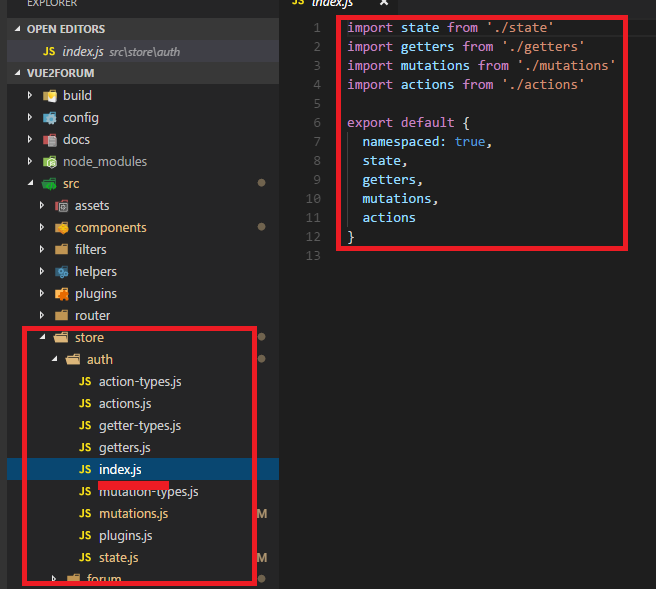 EXPLORER
OPEN EDITORS
JS index.js src\store\auth
VUE2FORUM
build
config
docs
node_modules
src
assets
components
filters
helpers
plugins
router
store
auth
JS action-types.js
JS actions.js
JS getter-types.js
JS getters.js
JS index.js
JS mutation-types.js
JS mutations.js M
JS plugins.js
JS state.js M
forum
JS index.js ×
1 import state from './state'
2 import getters from './getters'
3 import mutations from './mutations'
4 import actions from './actions'
5
6 export default {
7 namespaced: true,
8 state,
9 getters,
10 mutations,
11 actions
12 }
13